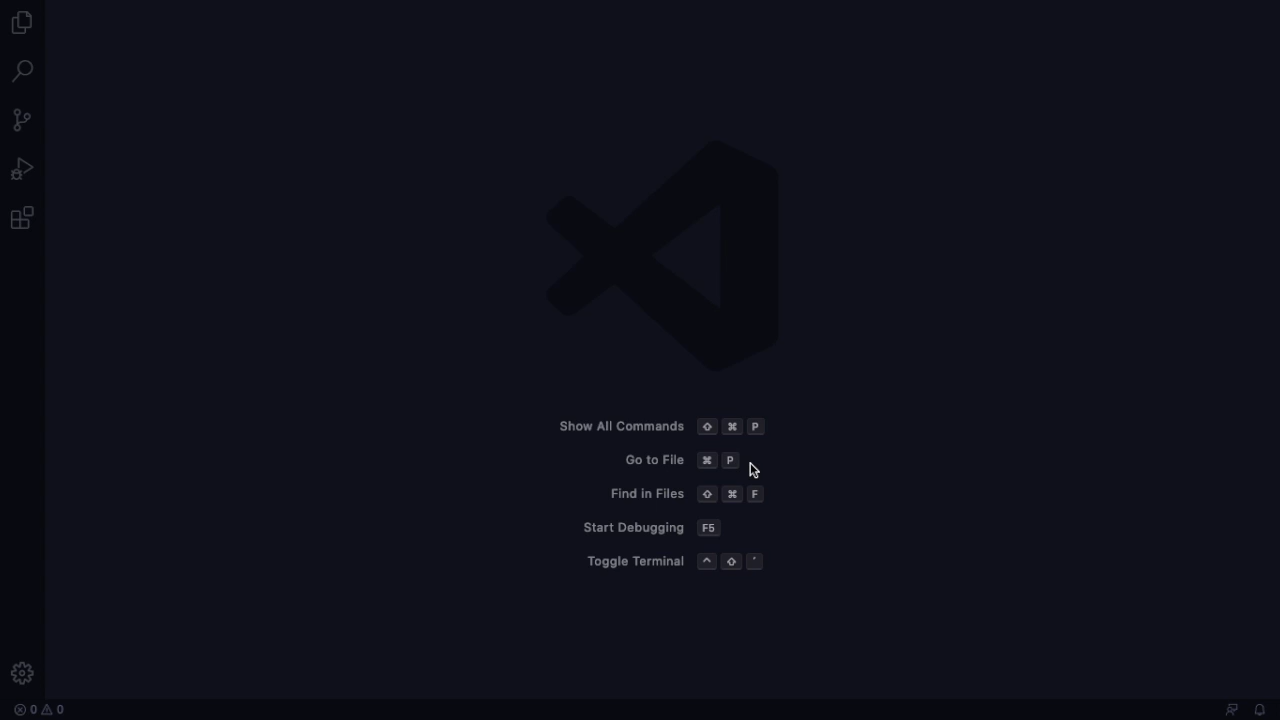 Show All Commands ⇧ ⌘ P
Go to File ⌘ P
Find in Files ⇧ ⌘ F
Start Debugging F5
Toggle Terminal ^ ⇧ ´
0 0